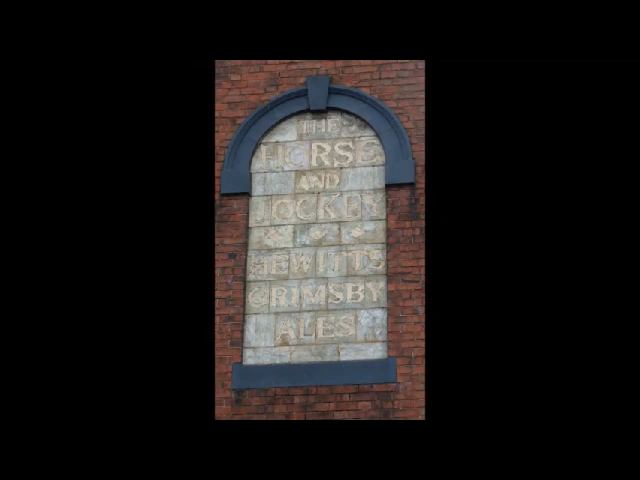 THE
HORSE
AND
JOCKEY
HEWITTS
GRIMSBY
ALES